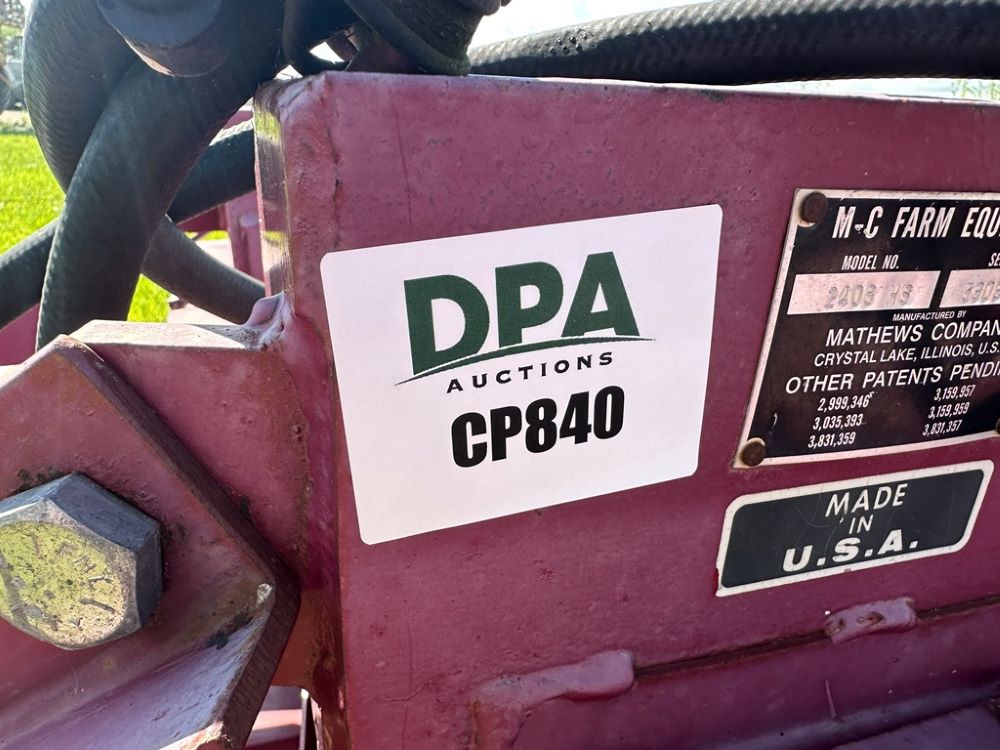 DPA
AUCTIONS
CP840
M-C FARM EQU
MODEL NO.
SE
240B HS
MANUFACTURED BY
MATHEWS COMPAN
CRYSTAL LAKE, ILLINOIS, U.S.
OTHER PATENTS PENDI
2,999,346 3,159,957
3,035,393 3,159,959
3,831,359 3,831,357
MADE
IN
U.S.A.